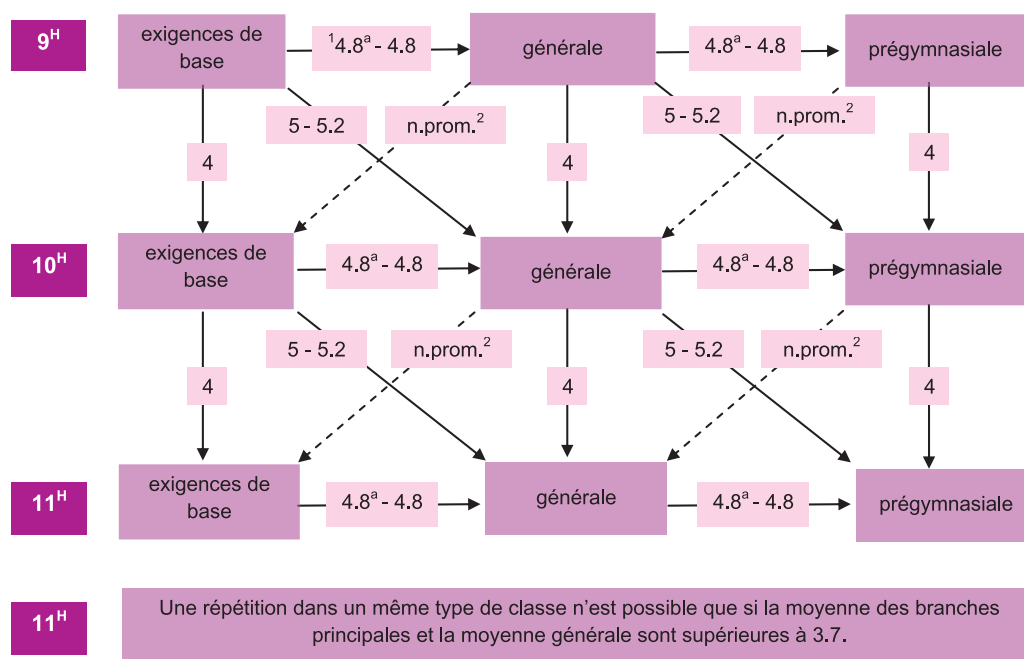 9ᴴ
exigences de
base
¹4.8ᵃ - 4.8
générale
4.8ᵃ - 4.8
prégymnasiale
5 - 5.2
n.prom.²
5 - 5.2
n.prom.²
4
4
4
10ᴴ
exigences de
base
4.8ᵃ - 4.8
générale
4.8ᵃ - 4.8
prégymnasiale
5 - 5.2
n.prom.²
5 - 5.2
n.prom.²
4
4
4
11ᴴ
exigences de
base
4.8ᵃ - 4.8
générale
4.8ᵃ - 4.8
prégymnasiale
11ᴴ
Une répétition dans un même type de classe n’est possible que si la moyenne des branches
principales et la moyenne générale sont supérieures à 3.7.